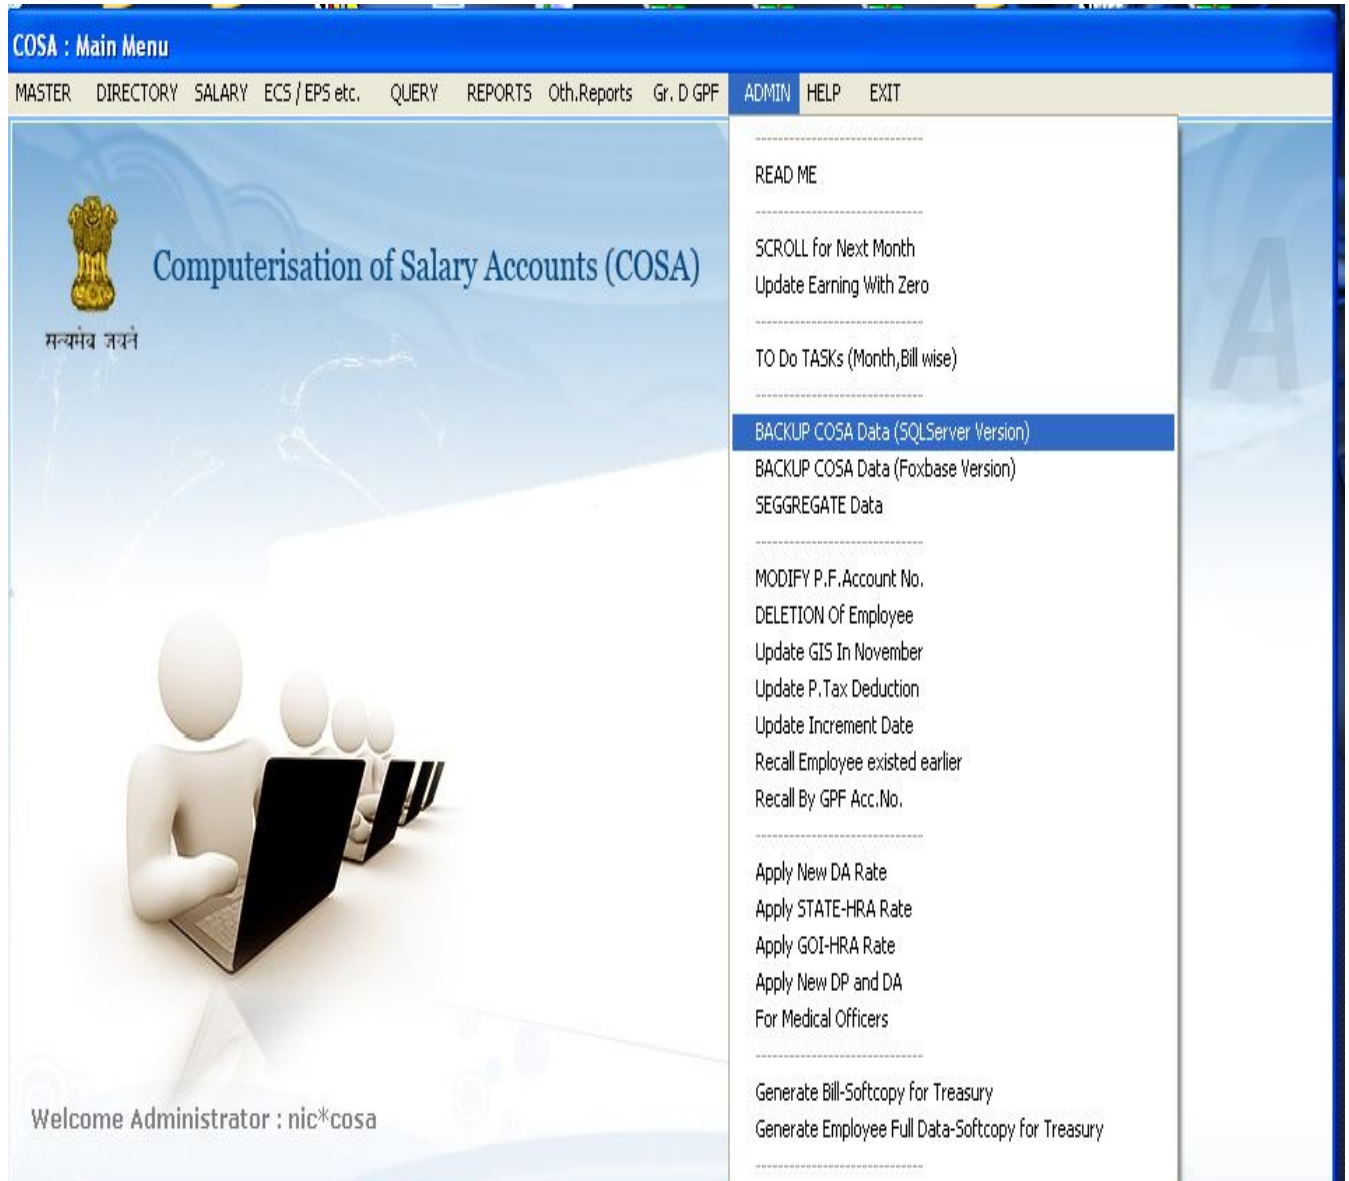 COSA : Main Menu
MASTER DIRECTORY SALARY ECS / EPS etc. QUERY REPORTS Oth.Reports Gr. D GPF ADMIN HELP EXIT
READ ME
SCROLL for Next Month
Update Earning With Zero
TO Do TASKs (Month,Bill wise)
BACKUP COSA Data (SQLServer Version)
BACKUP COSA Data (Foxbase Version)
SEGGREGATE Data
MODIFY P.F.Account No.
DELETION Of Employee
Update GIS In November
Update P.Tax Deduction
Update Increment Date
Recall Employee existed earlier
Recall By GPF Acc.No.
Apply New DA Rate
Apply STATE-HRA Rate
Apply GOI-HRA Rate
Apply New DP and DA
For Medical Officers
Generate Bill-Softcopy for Treasury
Generate Employee Full Data-Softcopy for Treasury
Computerisation of Salary Accounts (COSA)
सत्यमेव जयते
A
Welcome Administrator : nic*cosa